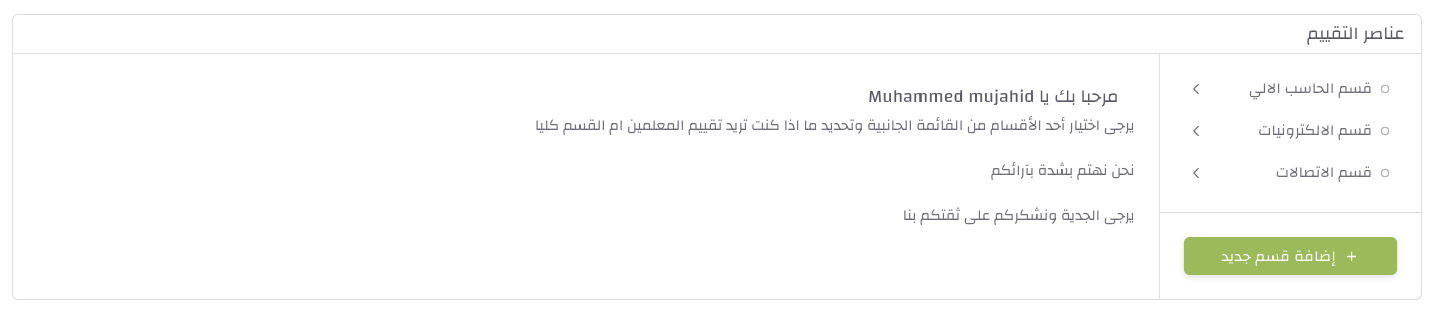 عناصر التقييم
قسم الحاسب الالي
قسم الالكترونيات
قسم الاتصالات
+ إضافة قسم جديد
مرحبا بك يا Muhammed mujahid
يرجى اختيار أحد الأقسام من القائمة الجانبية وتحديد ما اذا كنت تريد تقييم المعلمين ام القسم كليا
نحن نهتم بشدة بآرائكم
يرجى الجدية ونشكركم على ثقتكم بنا